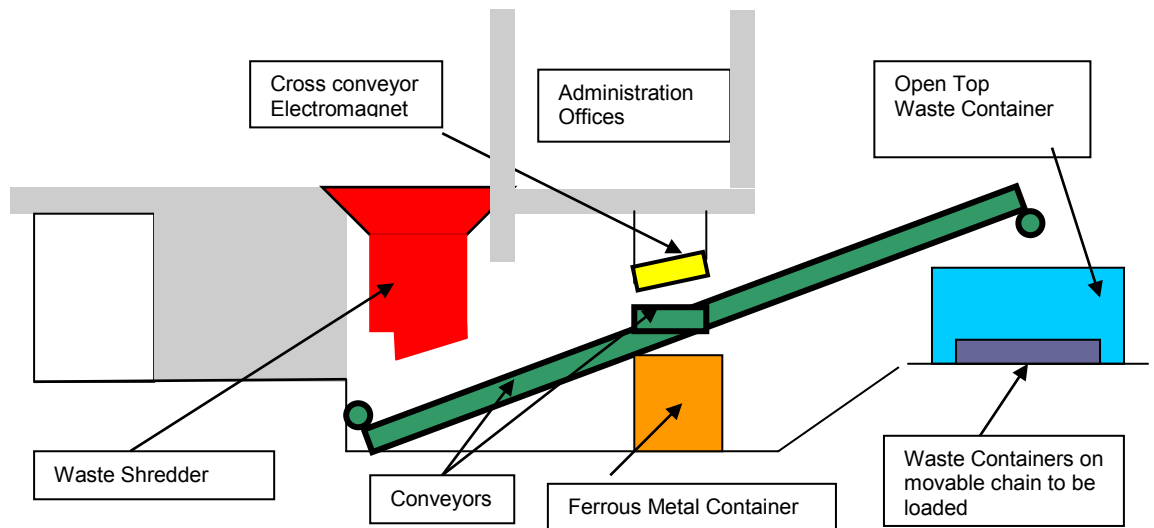 Cross conveyor
Electromagnet
Administration
Offices
Open Top
Waste Container
Waste Shredder
Conveyors
Ferrous Metal Container
Waste Containers on
movable chain to be
loaded